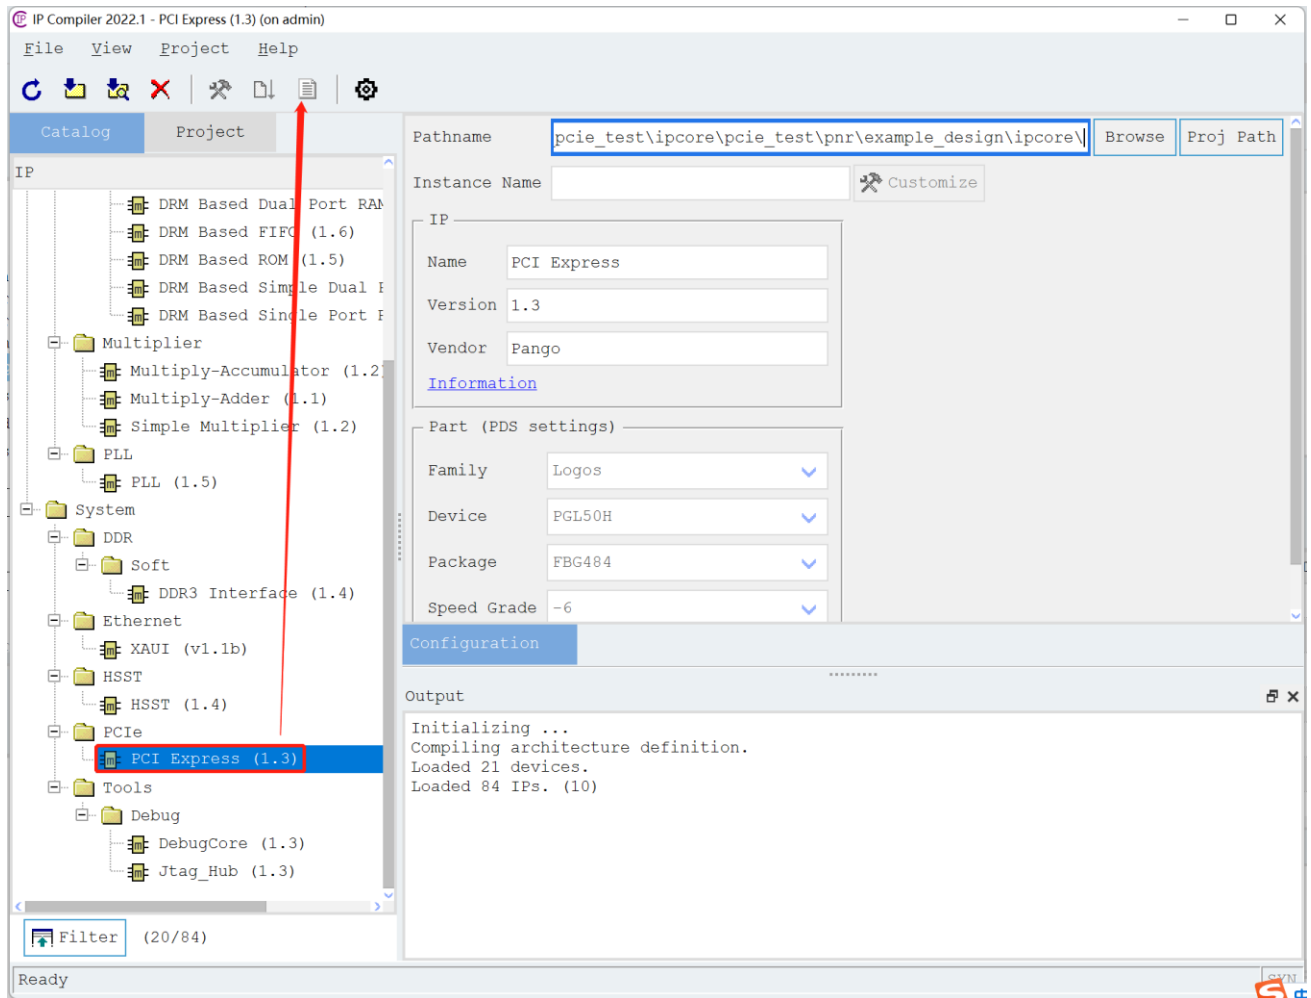 IP Compiler 2022.1 - PCI Express (1.3) (on admin)
File View Project Help
Catalog Project
IP
DRM Based Dual Port RAM
DRM Based FIFO (1.6)
DRM Based ROM (1.5)
DRM Based Simple Dual
DRM Based Single Port
Multiplier
Multiply-Accumulator (1.2)
Multiply-Adder (1.1)
Simple Multiplier (1.2)
PLL
PLL (1.5)
System
DDR
Soft
DDR3 Interface (1.4)
Ethernet
XAUI (v1.1b)
HSST
HSST (1.4)
PCIe
PCI Express (1.3)
Tools
Debug
DebugCore (1.3)
Jtag_Hub (1.3)
Filter (20/84)
Pathname pcie_test\ipcore\pcie_test\pnr\example_design\ipcore\ Browse Proj Path
Instance Name Customize
IP
Name PCI Express
Version 1.3
Vendor Pango
Information
Part (PDS settings)
Family Logos
Device PGL50H
Package FBG484
Speed Grade -6
Configuration
Output
Initializing ...
Compiling architecture definition.
Loaded 21 devices.
Loaded 84 IPs. (10)
Ready